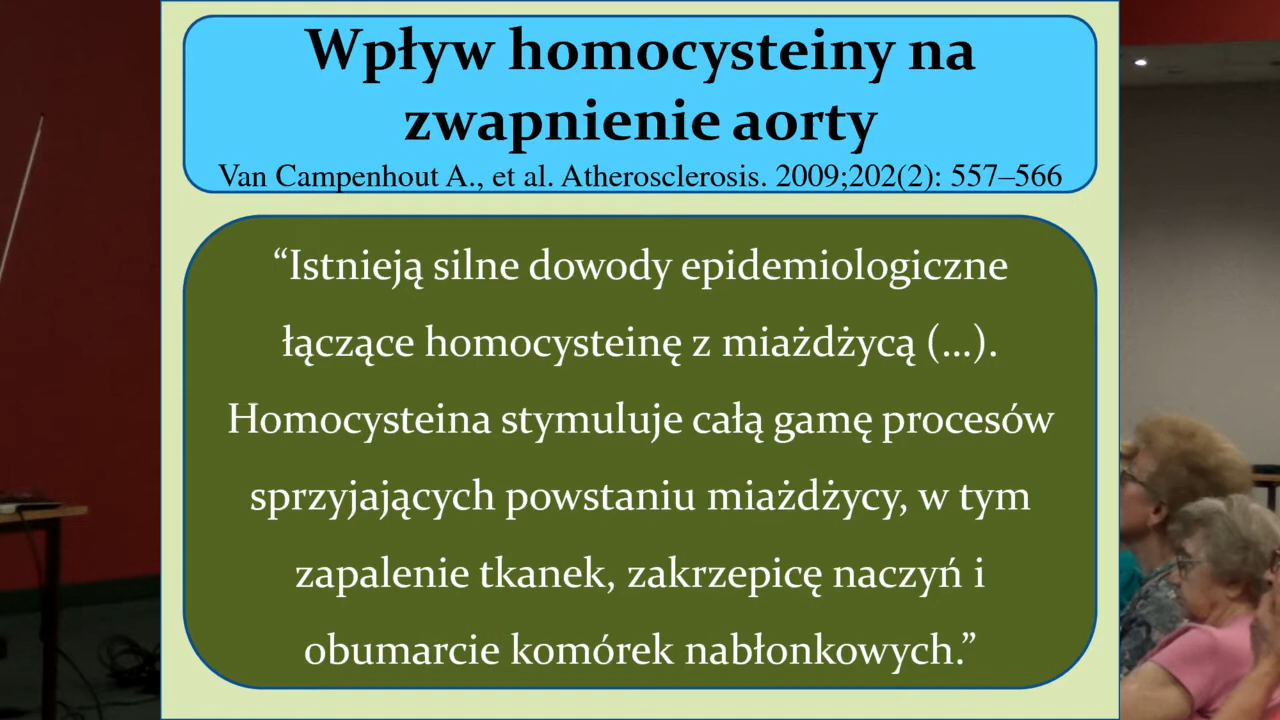 Wpływ homocysteiny na
zwapnienie aorty
Van Campenhout A., et al. Atherosclerosis. 2009;202(2): 557–566
“Istnieją silne dowody epidemiologiczne
łączące homocysteinę z miażdżycą (...).
Homocysteina stymuluje całą gamę procesów
sprzyjających powstaniu miażdżycy, w tym
zapalenie tkanek, zakrzepicę naczyń i
obumarcie komórek nabłonkowych.”